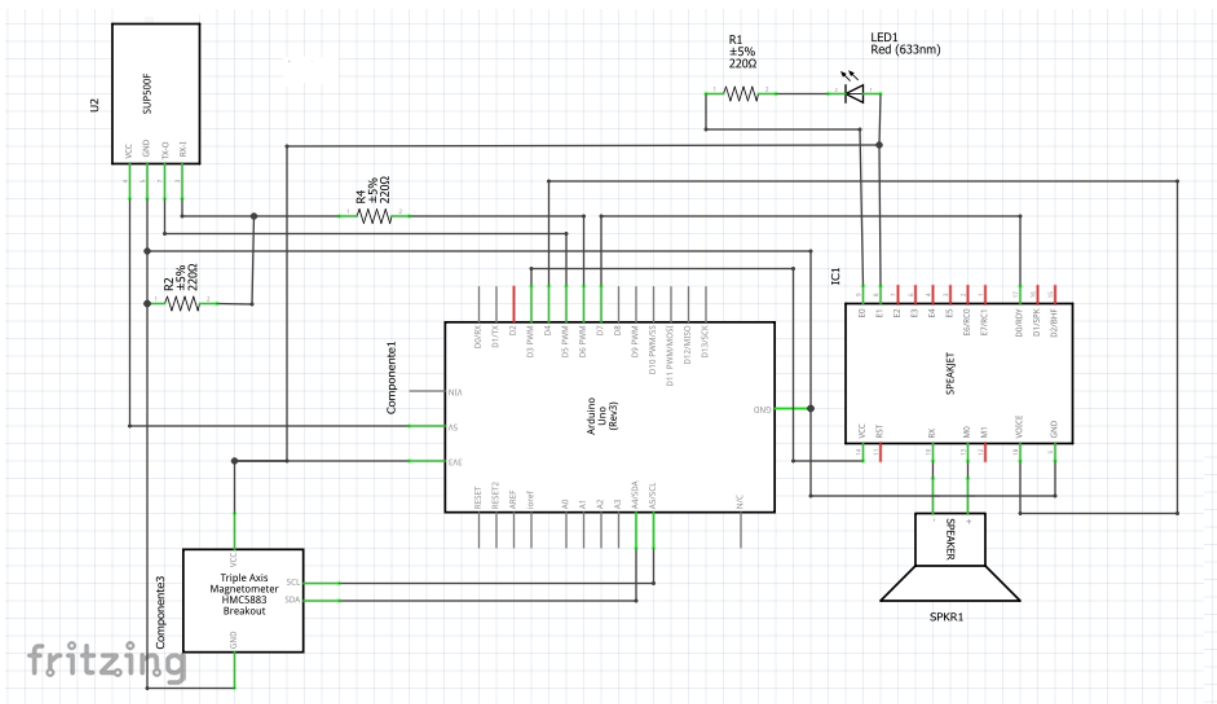 R1
±5%
220Ω
LED1
Red (633nm)
U2
SUP500F
VCC
GND
TX-O
RX-I
R4
±5%
220Ω
R2
±5%
220Ω
IC1
E0
E1
E2
E3
E4
E5
E6/RC0
E7/RC1
D0/RDY
D1/SPK
D2/BHF
SPEAKJET
VCC
RST
RX
M0
M1
VOICE
GND
Componente1
D0/RX
D1/TX
D2
D3 PWM
D4
D5 PWM
D6 PWM
D7
D8
D9 PWM
D10 PWM/SS
D11 PWM/MOSI
D12/MISO
D13/SCK
VIN
5V
3V3
GND
Arduino
Uno
(Rev3)
RESET
RESET2
AREF
ioref
A0
A1
A2
A3
A4/SDA
A5/SCL
N/C
SPEAKER
-
+
SPKR1
Componente3
VCC
Triple Axis
Magnetometer
HMC5883
Breakout
SCL
SDA
GND
fritzing